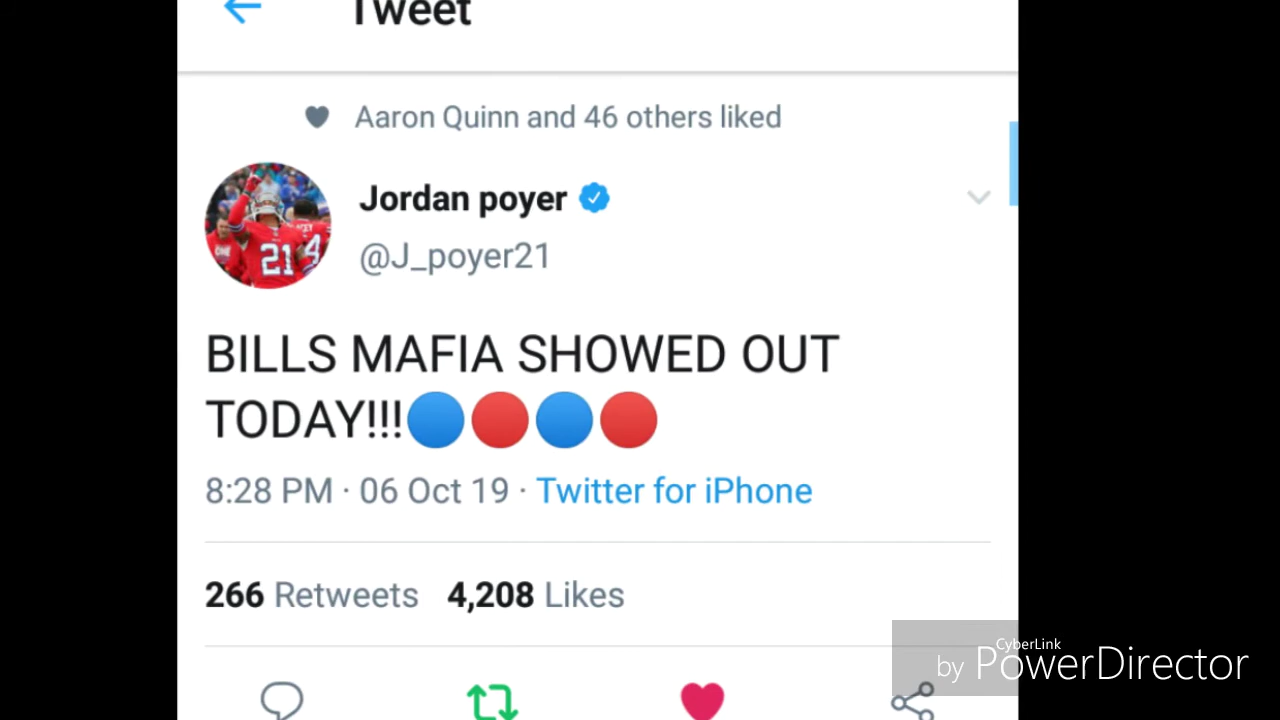 Tweet
Aaron Quinn and 46 others liked
Jordan poyer
@J_poyer21
BILLS MAFIA SHOWED OUT
TODAY!!!🔵🔴🔵🔴
8:28 PM · 06 Oct 19 · Twitter for iPhone
266 Retweets 4,208 Likes
CyberLink
by PowerDirector